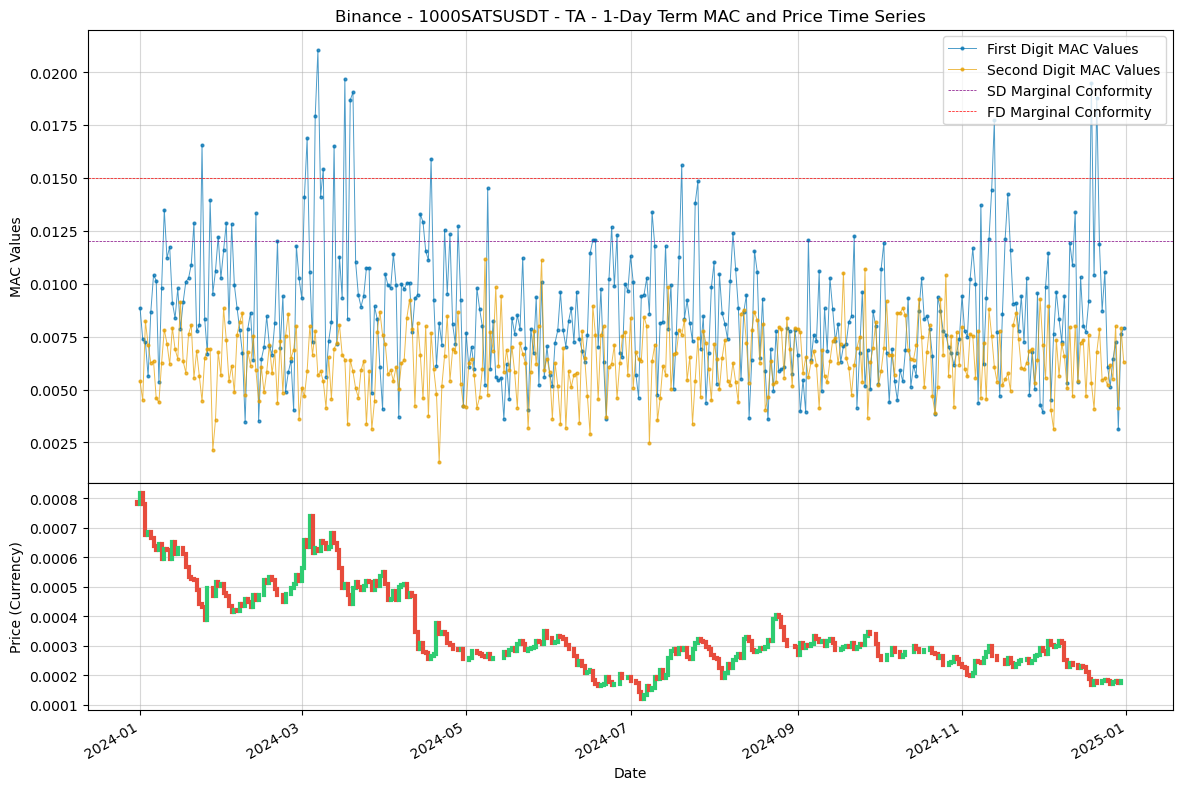 Binance - 1000SATSUSDT - TA - 1-Day Term MAC and Price Time Series
First Digit MAC Values
Second Digit MAC Values
SD Marginal Conformity
FD Marginal Conformity
MAC Values
0.0200
0.0175
0.0150
0.0125
0.0100
0.0075
0.0050
0.0025
Price (Currency)
0.0008
0.0007
0.0006
0.0005
0.0004
0.0003
0.0002
0.0001
2024-01
2024-03
2024-05
2024-07
2024-09
2024-11
2025-01
Date